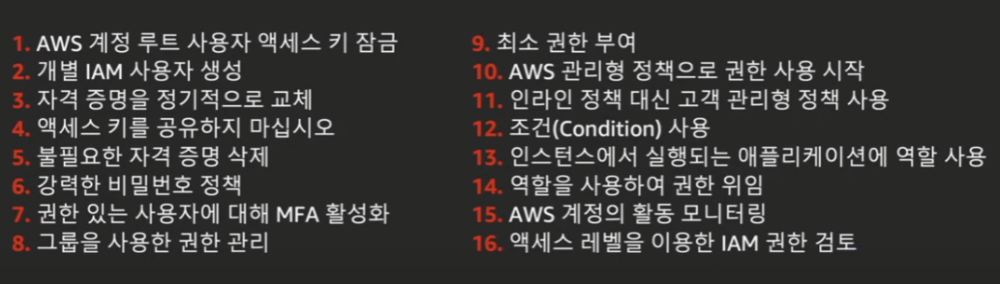 1. AWS 계정 루트 사용자 액세스 키 잠금
2. 개별 IAM 사용자 생성
3. 자격 증명을 정기적으로 교체
4. 액세스 키를 공유하지 마십시오
5. 불필요한 자격 증명 삭제
6. 강력한 비밀번호 정책
7. 권한 있는 사용자에 대해 MFA 활성화
8. 그룹을 사용한 권한 관리
9. 최소 권한 부여
10. AWS 관리형 정책으로 권한 사용 시작
11. 인라인 정책 대신 고객 관리형 정책 사용
12. 조건(Condition) 사용
13. 인스턴스에서 실행되는 애플리케이션에 역할 사용
14. 역할을 사용하여 권한 위임
15. AWS 계정의 활동 모니터링
16. 액세스 레벨을 이용한 IAM 권한 검토